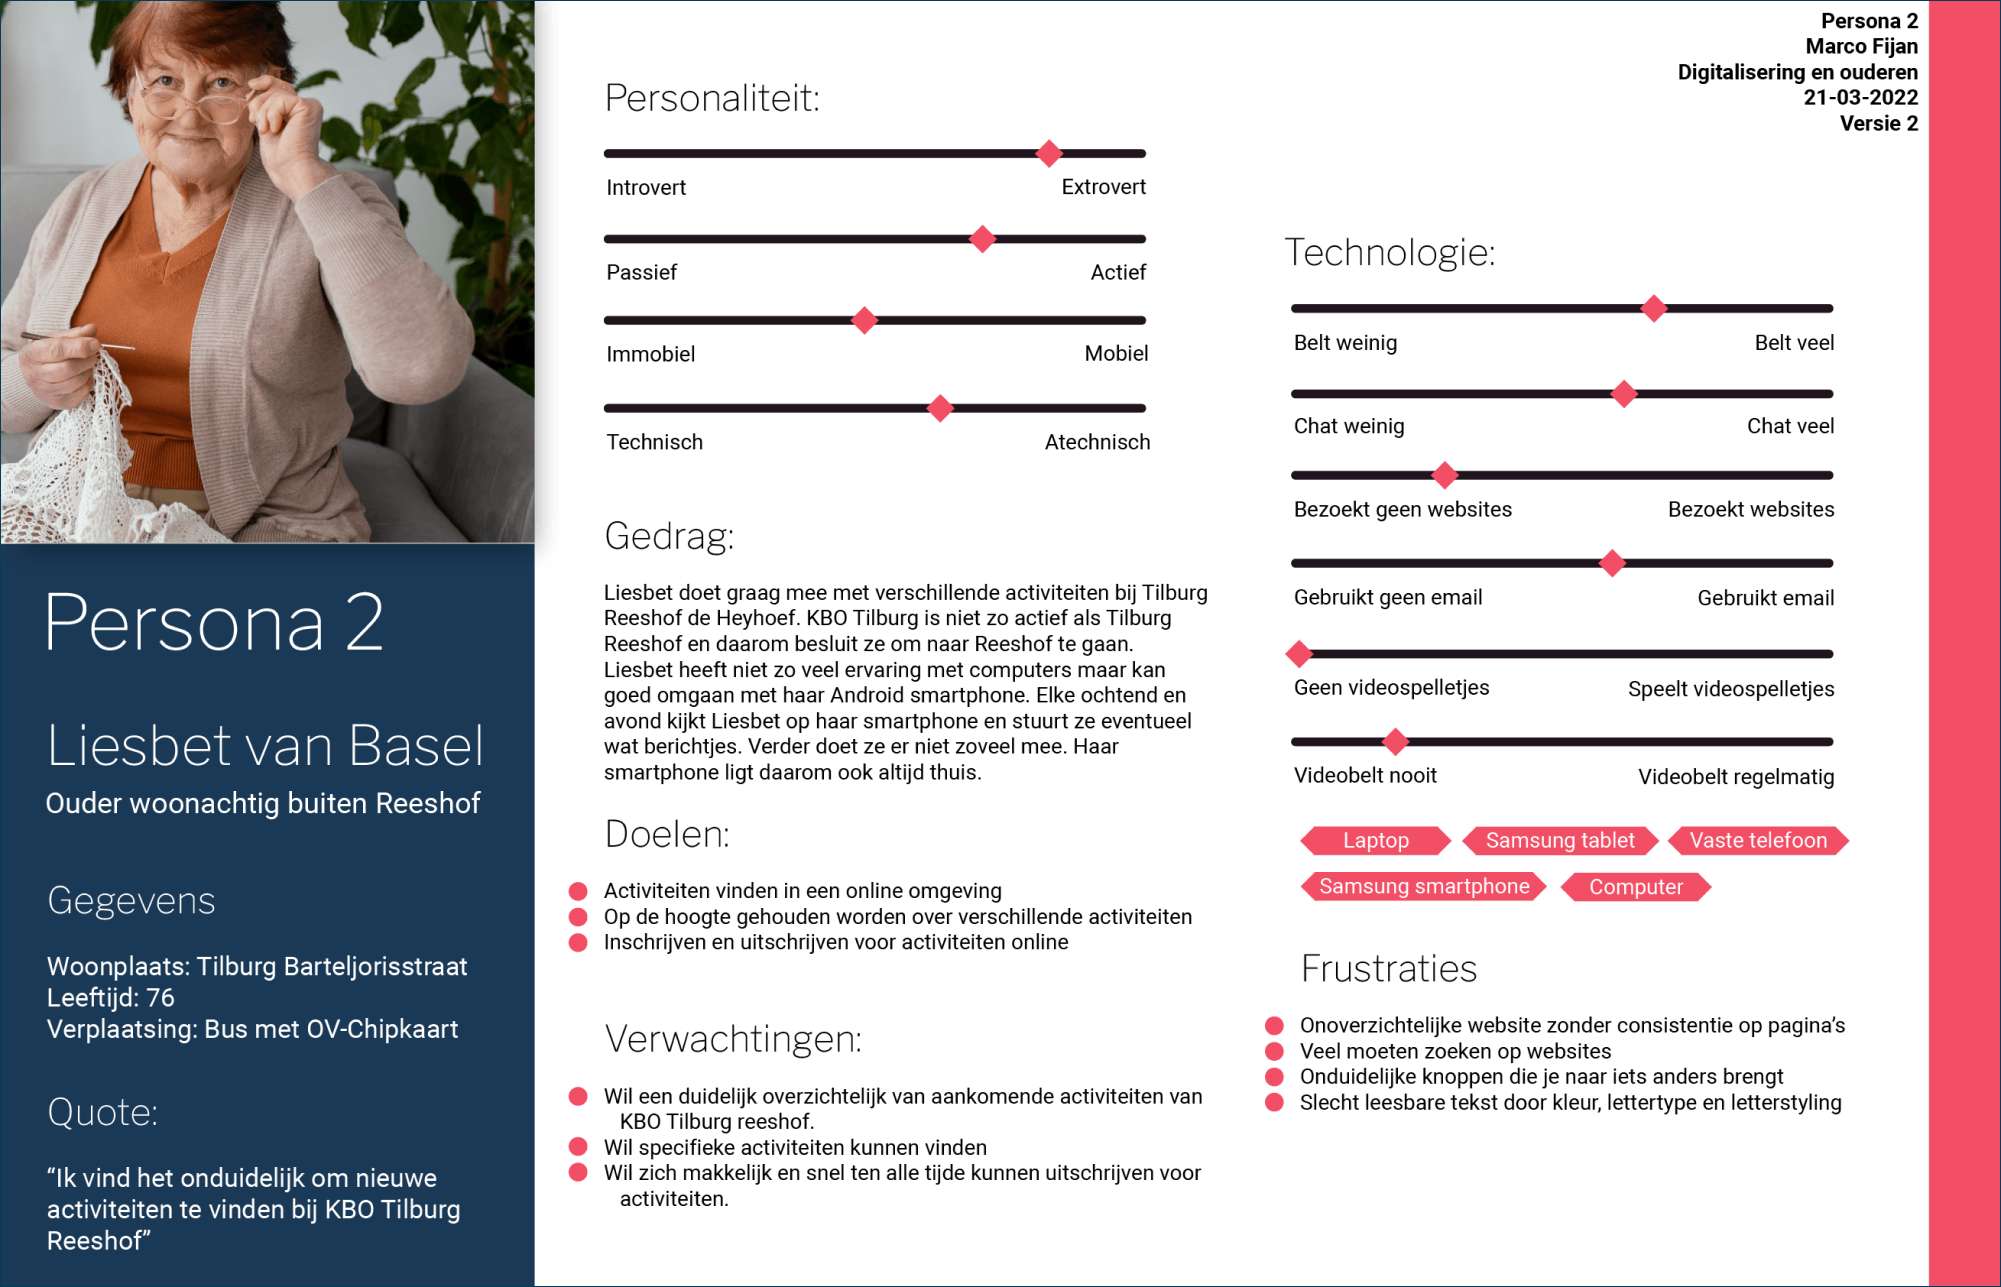 Persona 2
Marco Fijan
Digitalisering en ouderen
21-03-2022
Versie 2
Persona 2
Liesbet van Basel
Ouder woonachtig buiten Reeshof
Gegevens
Woonplaats: Tilburg Barteljorisstraat
Leeftijd: 76
Verplaatsing: Bus met OV-Chipkaart
Quote:
“Ik vind het onduidelijk om nieuwe
activiteiten te vinden bij KBO Tilburg
Reeshof”
Personaliteit:
Introvert Extrovert
Passief Actief
Immobiel Mobiel
Technisch Atechnisch
Gedrag:
Liesbet doet graag mee met verschillende activiteiten bij Tilburg
Reeshof de Heyhoef. KBO Tilburg is niet zo actief als Tilburg
Reeshof en daarom besluit ze om naar Reeshof te gaan.
Liesbet heeft niet zo veel ervaring met computers maar kan
goed omgaan met haar Android smartphone. Elke ochtend en
avond kijkt Liesbet op haar smartphone en stuurt ze eventueel
wat berichtjes. Verder doet ze er niet zoveel mee. Haar
smartphone ligt daarom ook altijd thuis.
Doelen:
Activiteiten vinden in een online omgeving
Op de hoogte gehouden worden over verschillende activiteiten
Inschrijven en uitschrijven voor activiteiten online
Verwachtingen:
Wil een duidelijk overzichtelijk van aankomende activiteiten van
KBO Tilburg reeshof.
Wil specifieke activiteiten kunnen vinden
Wil zich makkelijk en snel ten alle tijde kunnen uitschrijven voor
activiteiten.
Technologie:
Belt weinig Belt veel
Chat weinig Chat veel
Bezoekt geen websites Bezoekt websites
Gebruikt geen email Gebruikt email
Geen videospelletjes Speelt videospelletjes
Videobelt nooit Videobelt regelmatig
Laptop Samsung tablet Vaste telefoon
Samsung smartphone Computer
Frustraties
Onoverzichtelijke website zonder consistentie op pagina’s
Veel moeten zoeken op websites
Onduidelijke knoppen die je naar iets anders brengt
Slecht leesbare tekst door kleur, lettertype en letterstyling